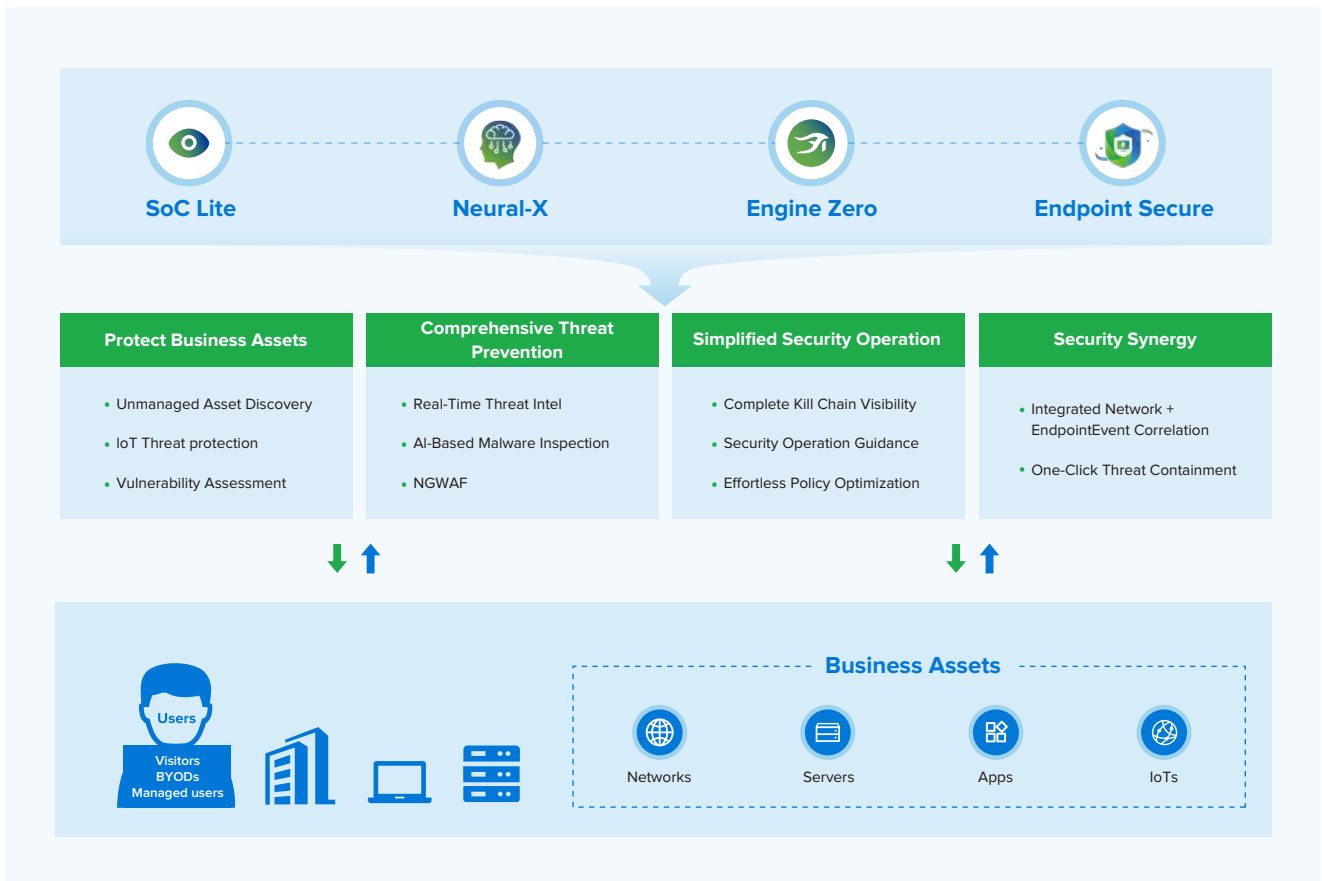 SoC Lite
Neural-X
Engine Zero
Endpoint Secure
Protect Business Assets
Unmanaged Asset Discovery
IoT Threat protection
Vulnerability Assessment
Comprehensive Threat
Prevention
Real-Time Threat Intel
AI-Based Malware Inspection
NGWAF
Simplified Security Operation
Complete Kill Chain Visibility
Security Operation Guidance
Effortless Policy Optimization
Security Synergy
Integrated Network +
EndpointEvent Correlation
One-Click Threat Containment
Users
Visitors
BYODs
Managed users
Business Assets
Networks
Servers
Apps
IoTs